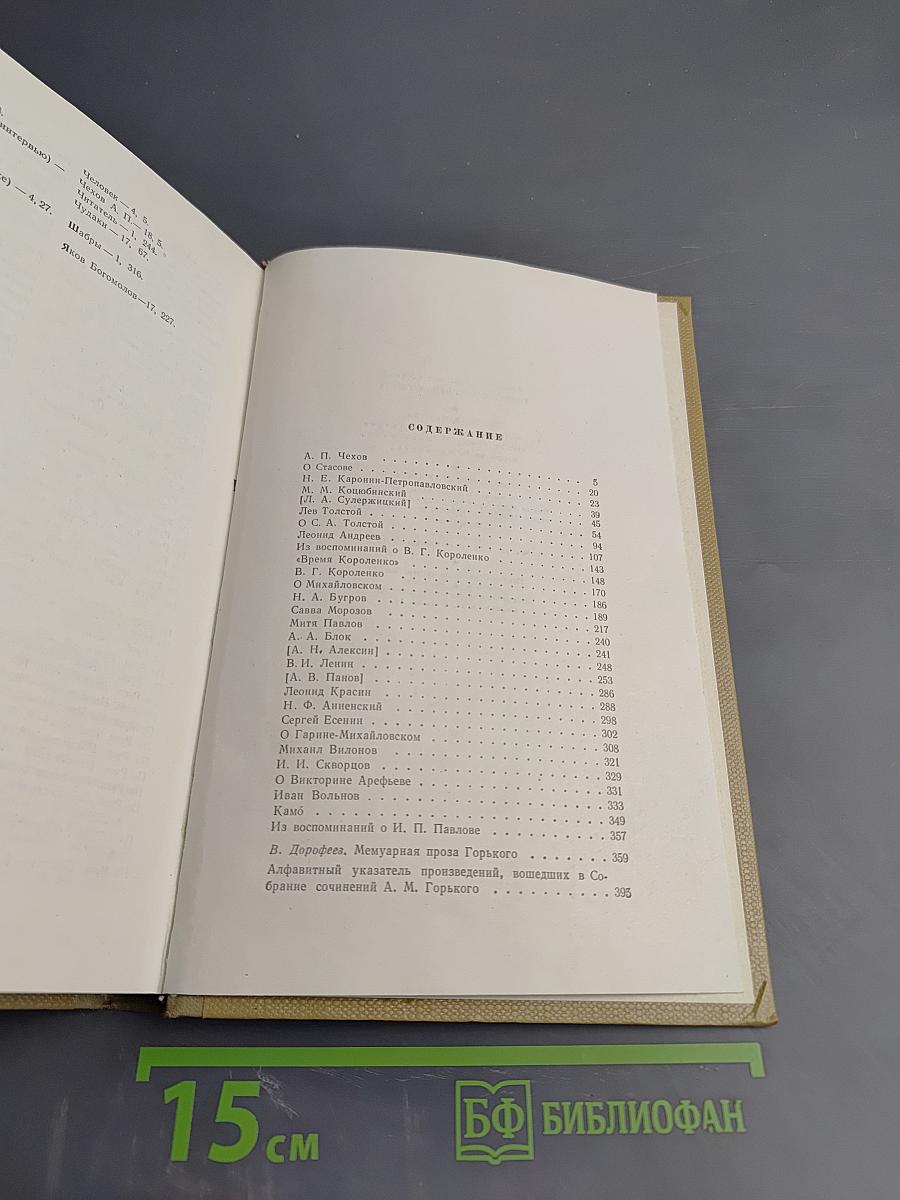 интервью) —
е) — 4, 27.
Человек — 4, 5.
Чехов А. П.— 18, 5.
Читатель — 1, 244.
Чудаки — 17, 67.
Шабры — 1, 316.
Яков Богомолов—17, 227.
СОДЕРЖАНИЕ
А. П. Чехов . . . 5
О Стасове . . . 20
Н. Е. Каронин-Петропавловский . . . 23
М. М. Коцюбинский . . . 39
[Л. А. Сулержицкий] . . . 45
Лев Толстой . . . 54
О С. А. Толстой . . . 94
Леонид Андреев . . . 107
Из воспоминаний о В. Г. Короленко . . . 143
«Время Короленко» . . . 148
В. Г. Короленко . . . 170
О Михайловском . . . 186
Н. А. Бугров . . . 189
Савва Морозов . . . 217
Митя Павлов . . . 240
А. А. Блок . . . 241
[А. Н. Алексин] . . . 248
В. И. Ленин . . . 253
[А. В. Панов] . . . 286
Леонид Красин . . . 288
Н. Ф. Анненский . . . 298
Сергей Есенин . . . 302
О Гарине-Михайловском . . . 308
Михаил Вилонов . . . 321
И. И. Скворцов . . . 329
О Викторине Арефьеве . . . 331
Иван Вольнов . . . 333
Камо́ . . . 349
Из воспоминаний о И. П. Павлове . . . 357
В. Дорофеев. Мемуарная проза Горького . . . 359
Алфавитный указатель произведений, вошедших в Со-
брание сочинений А. М. Горького . . . 395
15 см
БФ БИБЛИОФАН